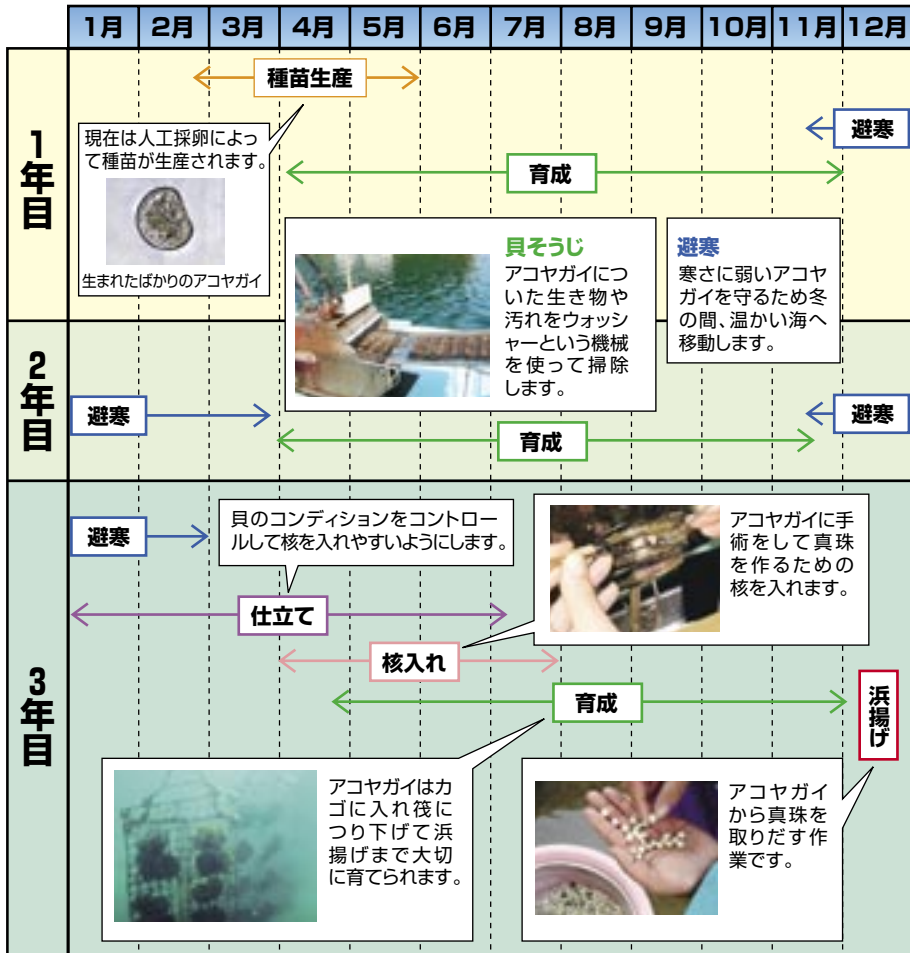 1月 2月 3月 4月 5月 6月 7月 8月 9月 10月 11月 12月
1年目
種苗生産
現在は人工採卵によっ
て種苗が生産されます。
生まれたばかりのアコヤガイ
避寒
育成
貝そうじ
アコヤガイにつ
いた生き物や
汚れをウォッシ
ャーという機械
を使って掃除
します。
避寒
寒さに弱いアコヤ
ガイを守るため冬
の間、温かい海へ
移動します。
2年目
避寒
育成
避寒
3年目
避寒
貝のコンディションをコントロー
ルして核を入れやすいようにします。
仕立て
アコヤガイに手
術をして真珠
を作るための
核を入れます。
核入れ
育成
浜揚げ
アコヤガイはカ
ゴに入れ筏に
つり下げて浜
揚げまで大切
に育てられます。
アコヤガイ
から真珠を
取りだす作
業です。